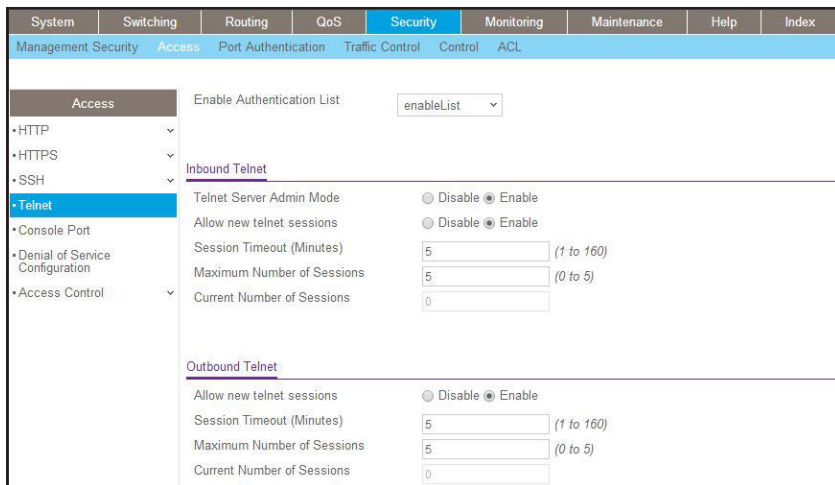 System Switching Routing QoS Security Monitoring Maintenance Help Index
Management Security Access Port Authentication Traffic Control Control ACL
Access
HTTP
HTTPS
SSH
Telnet
Console Port
Denial of Service
Configuration
Access Control
Enable Authentication List enableList
Inbound Telnet
Telnet Server Admin Mode Disable Enable
Allow new telnet sessions Disable Enable
Session Timeout (Minutes) 5 (1 to 160)
Maximum Number of Sessions 5 (0 to 5)
Current Number of Sessions 0
Outbound Telnet
Allow new telnet sessions Disable Enable
Session Timeout (Minutes) 5 (1 to 160)
Maximum Number of Sessions 5 (0 to 5)
Current Number of Sessions 0